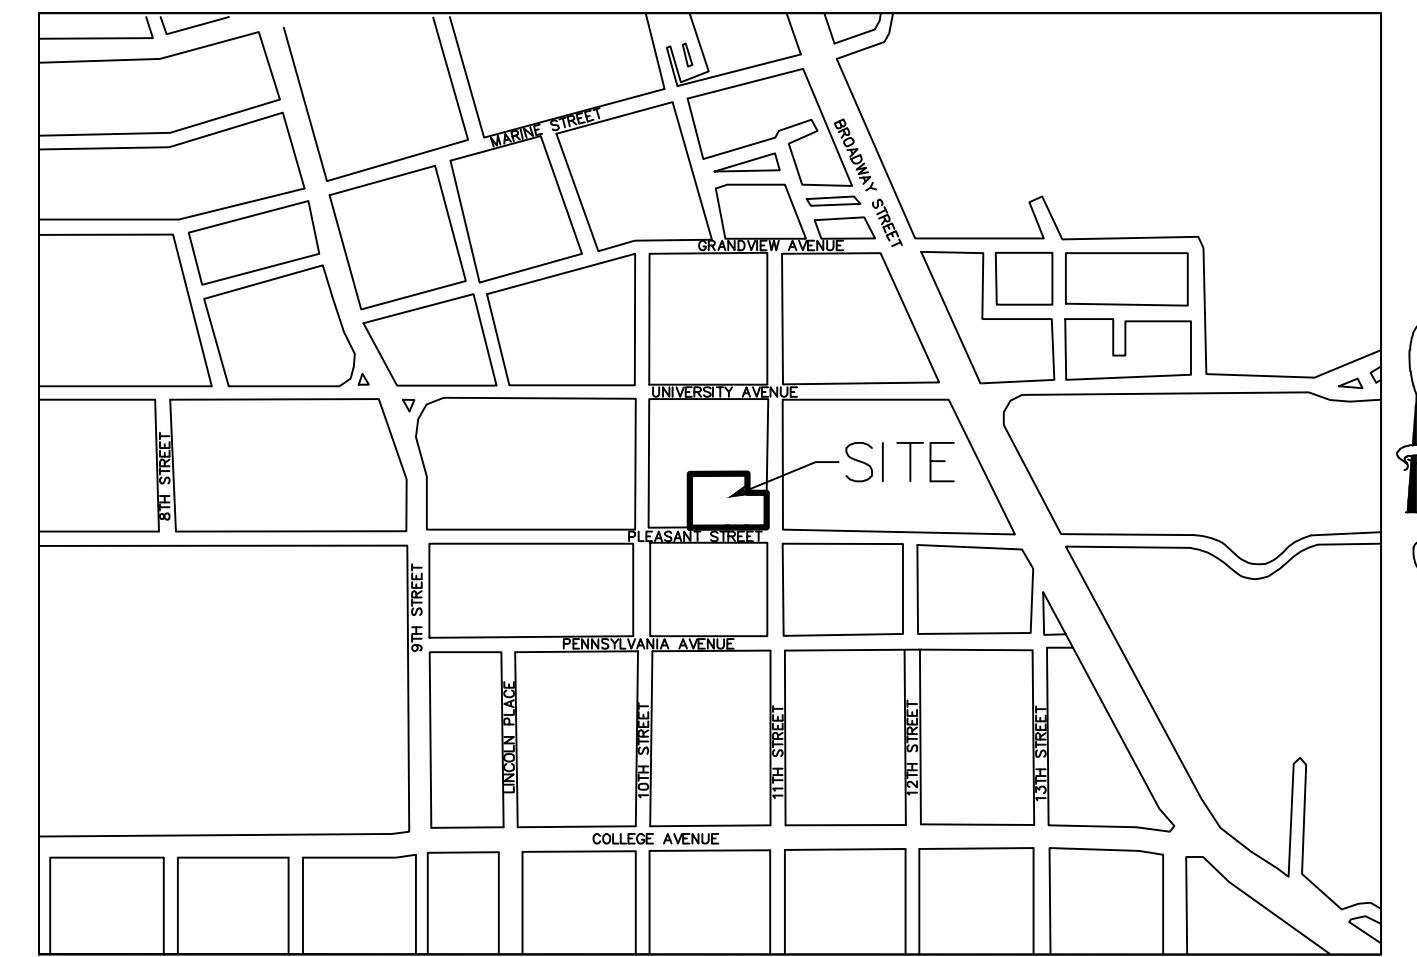 MARINE STREET
BROADWAY STREET
GRANDVIEW AVENUE
UNIVERSITY AVENUE
8TH STREET
SITE
PLEASANT STREET
9TH STREET
PENNSYLVANIA AVENUE
LINCOLN PLACE
10TH STREET
11TH STREET
12TH STREET
13TH STREET
COLLEGE AVENUE